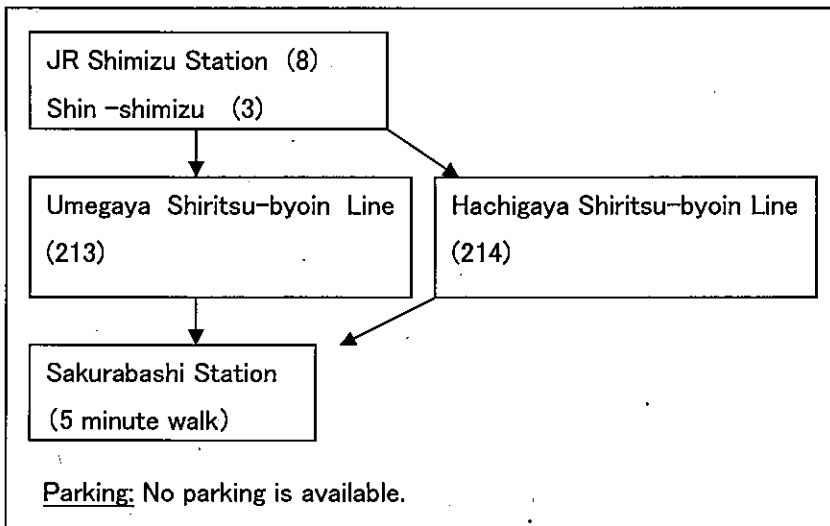 JR Shimizu Station (8)
Shin-shimizu (3)
Umegaya Shiritsu-byoin Line
(213)
Hachigaya Shiritsu-byoin Line
(214)
Sakurabashi Station
(5 minute walk)
Parking: No parking is available.